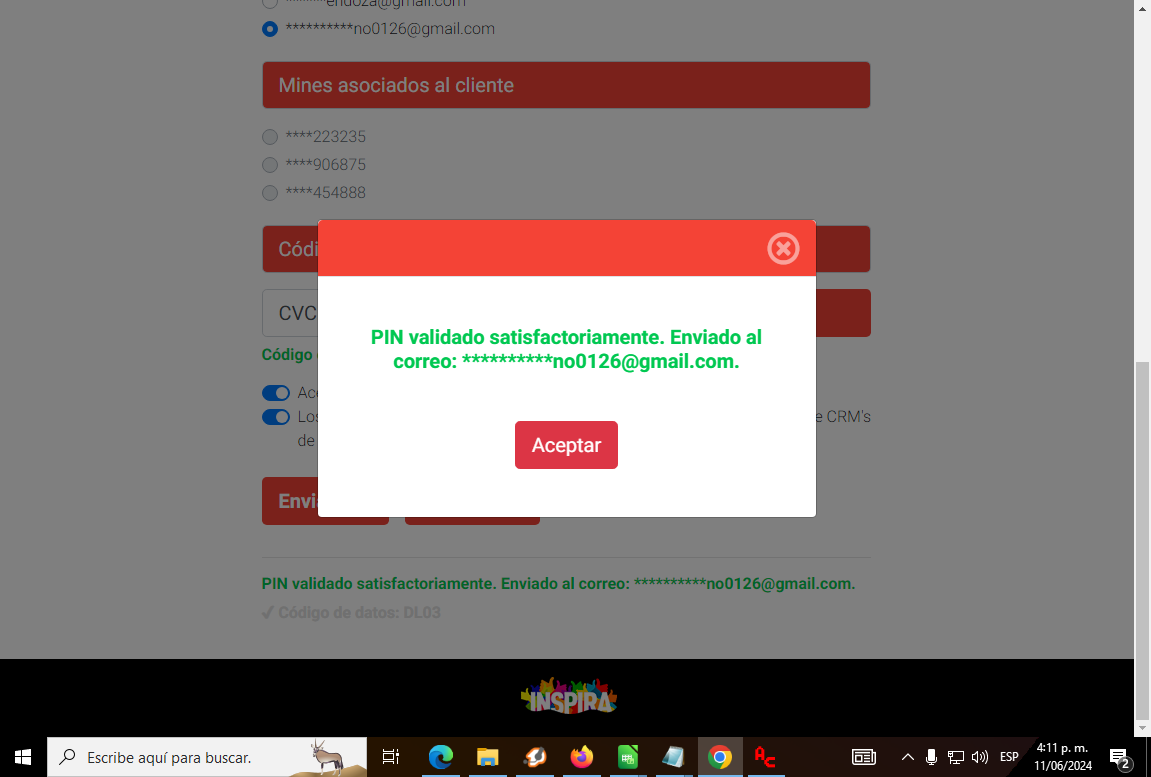 ********endoza@gmail.com
**********no0126@gmail.com
Mines asociados al cliente
****223235
****906875
****454888
Códi
CVC
PIN validado satisfactoriamente. Enviado al
correo: **********no0126@gmail.com.
Código
Ace
Los e CRM's
de
Aceptar
Envi
PIN validado satisfactoriamente. Enviado al correo: **********no0126@gmail.com.
✓ Código de datos: DL03
INSPIRA
Escribe aquí para buscar.
ESP
4:11 p. m.
11/06/2024
2